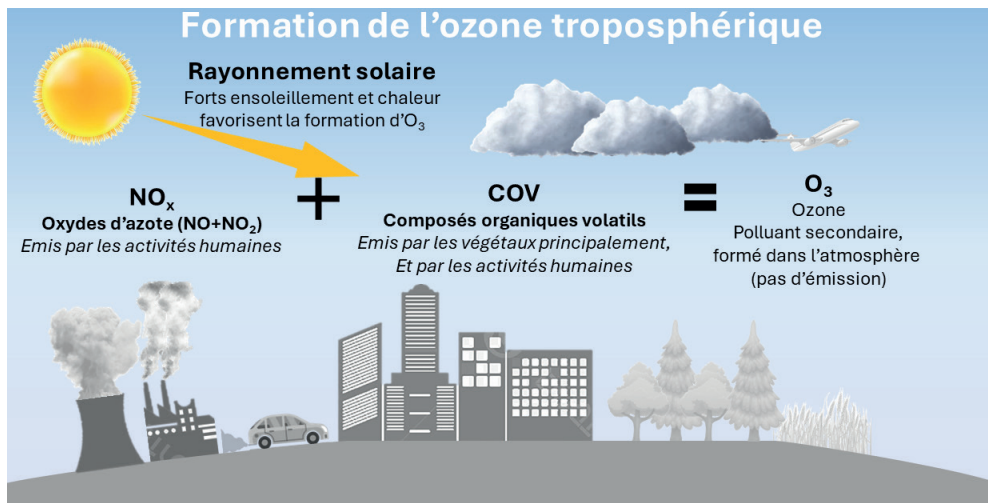 Formation de l'ozone troposphérique
Rayonnement solaire
Forts ensoleillement et chaleur
favorisent la formation d'O₃
NOₓ
Oxydes d'azote (NO+NO₂)
Emis par les activités humaines
+
COV
Composés organiques volatils
Emis par les végétaux principalement,
Et par les activités humaines
=
O₃
Ozone
Polluant secondaire,
formé dans l'atmosphère
(pas d'émission)